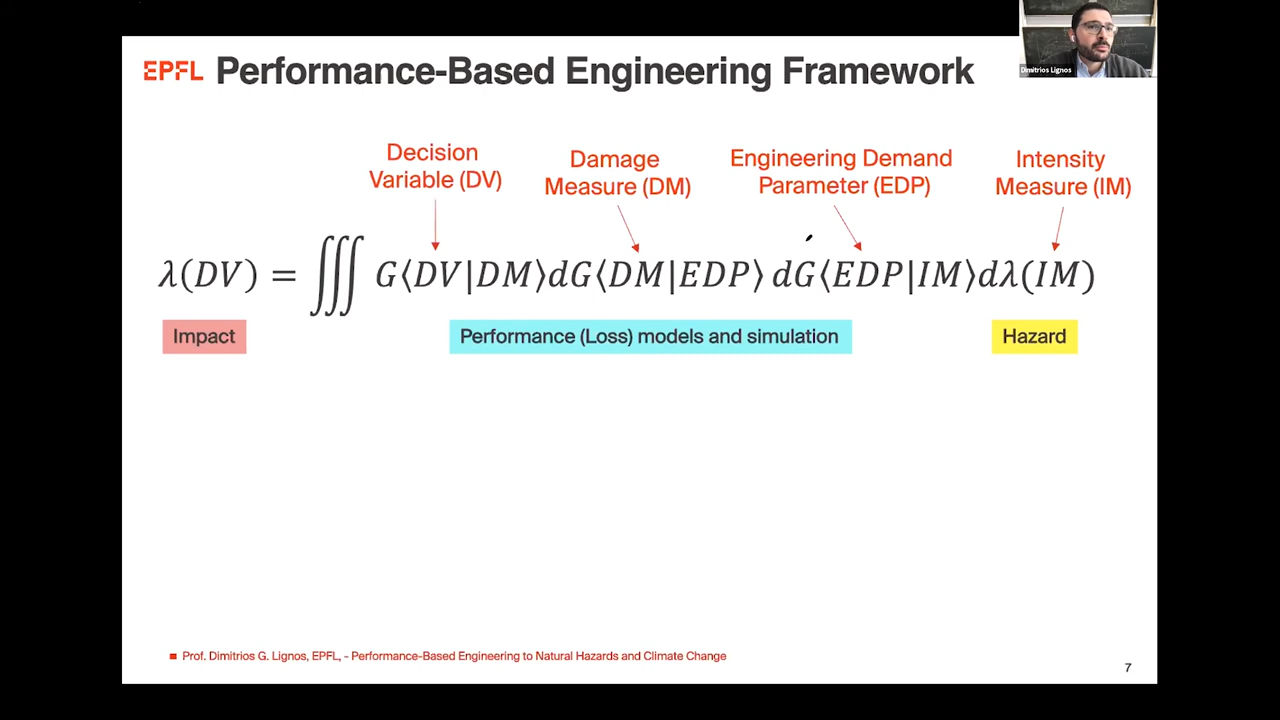 Dimitrios Lignos
EPFL Performance-Based Engineering Framework
Decision
Variable (DV)
Damage
Measure (DM)
Engineering Demand
Parameter (EDP)
Intensity
Measure (IM)
λ(DV) = ∭ G⟨DV|DM⟩dG⟨DM|EDP⟩ dG⟨EDP|IM⟩dλ(IM)
Impact
Performance (Loss) models and simulation
Hazard
Prof. Dimitrios G. Lignos, EPFL, - Performance-Based Engineering to Natural Hazards and Climate Change
7